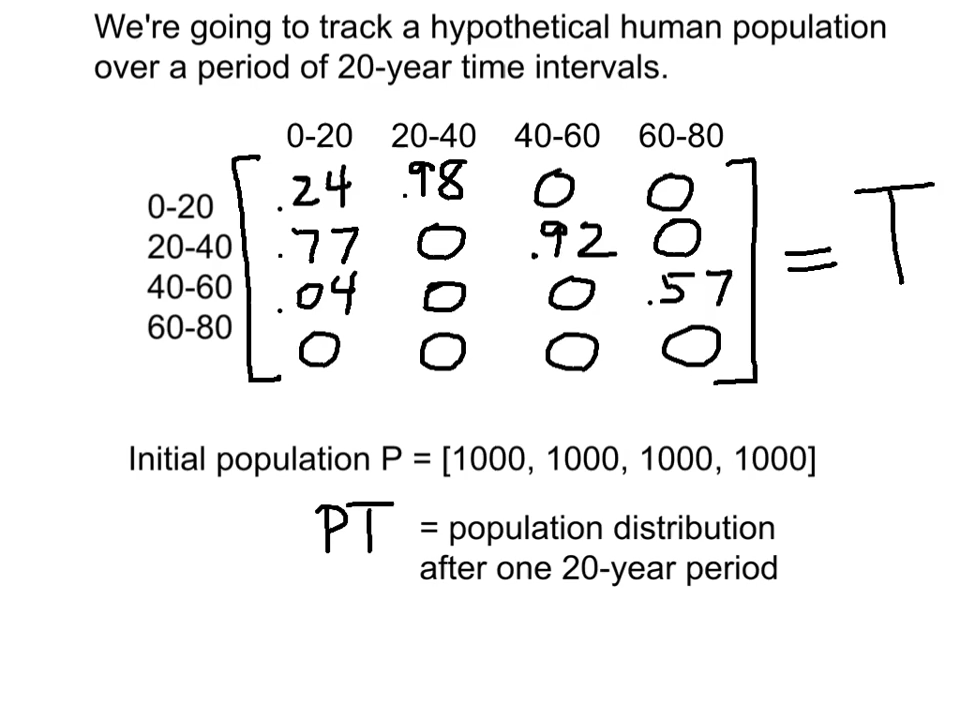 We're going to track a hypothetical human population
over a period of 20-year time intervals.
0-20 20-40 40-60 60-80
0-20 .24 .98 0 0
20-40 .77 0 .92 0 = T
40-60 .04 0 0 .57
60-80 0 0 0 0
Initial population P = [1000, 1000, 1000, 1000]
PT = population distribution
after one 20-year period